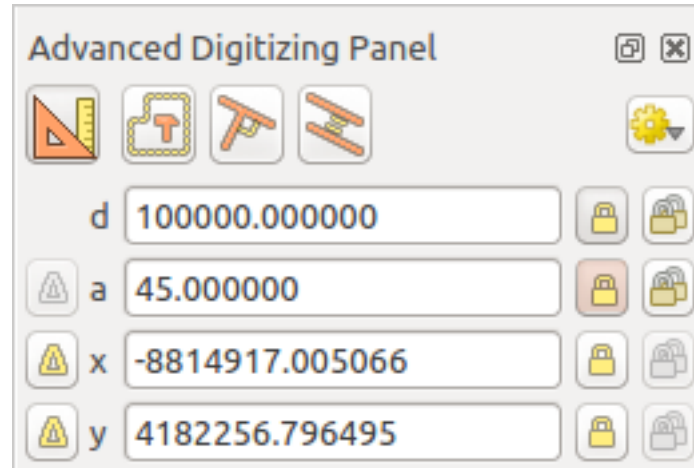 Advanced Digitizing Panel
d 100000.000000
a 45.000000
x -8814917.005066
y 4182256.796495